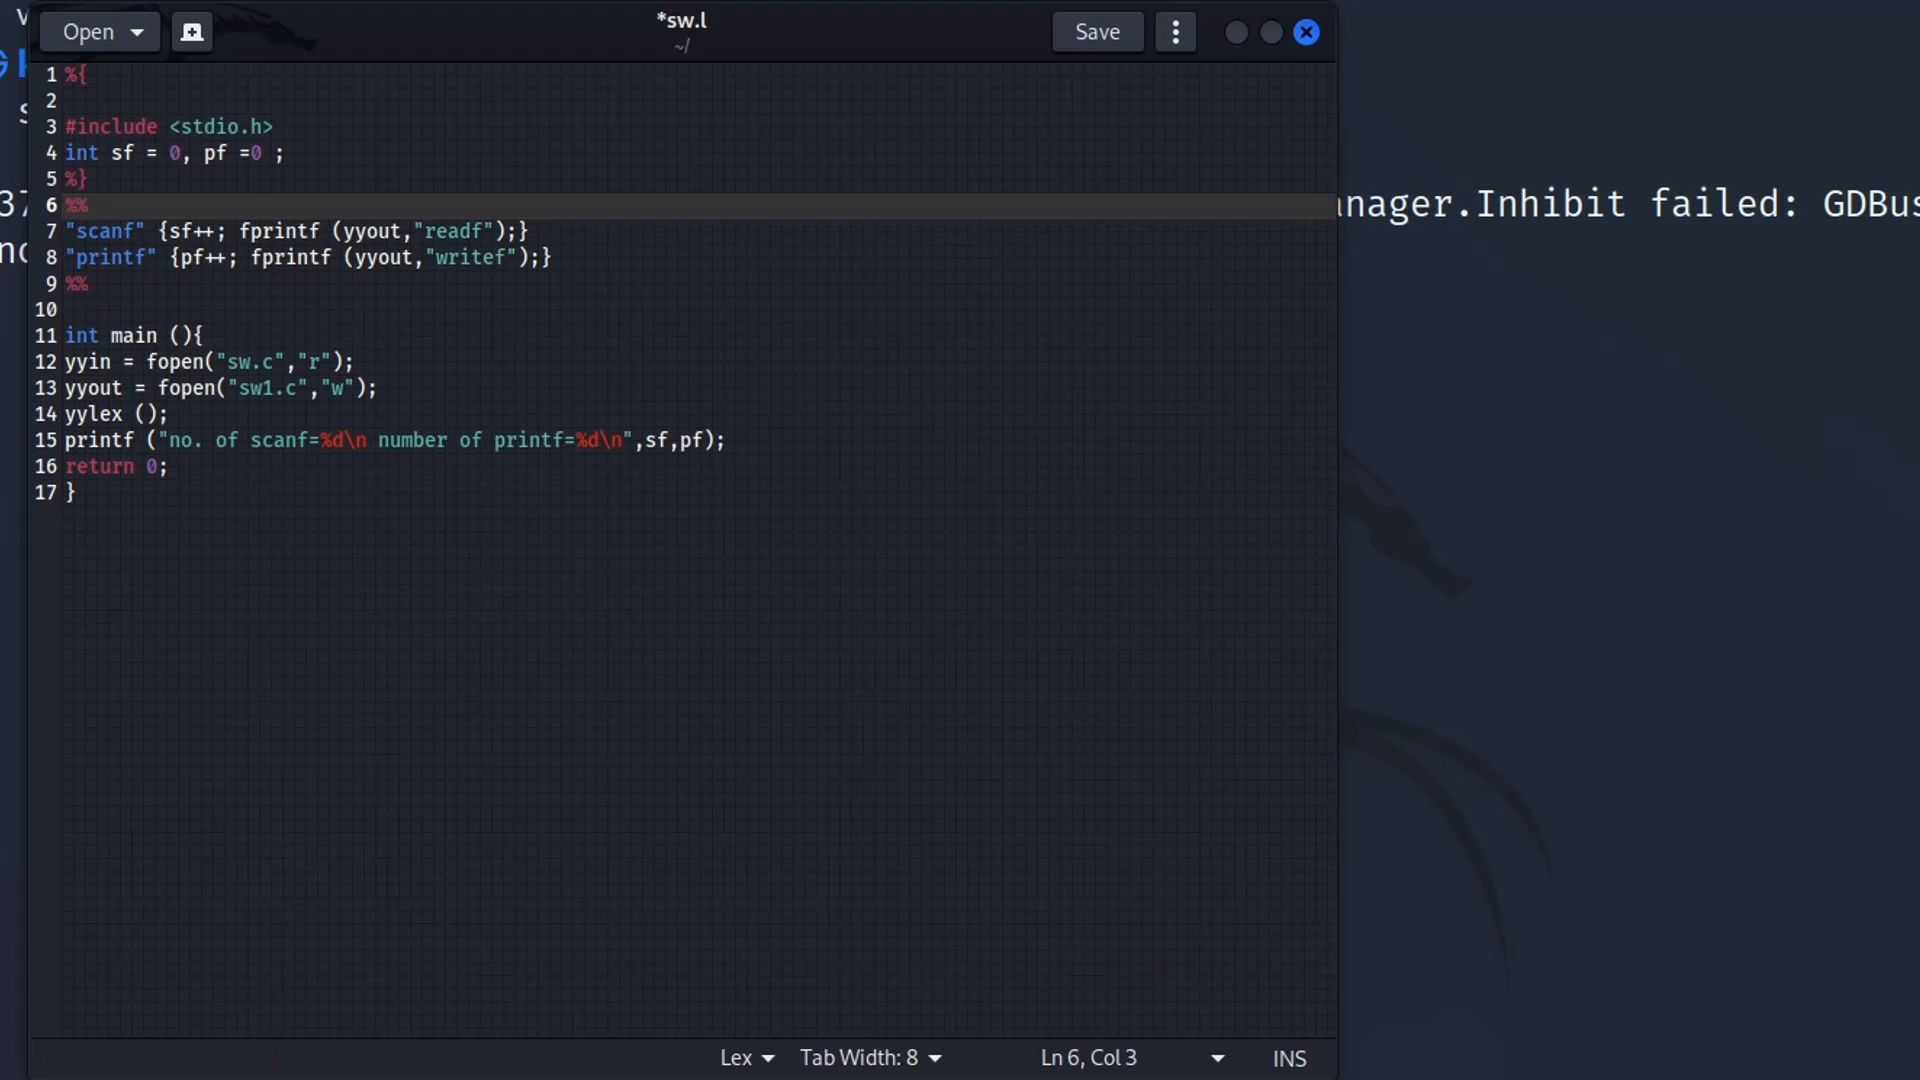 Open
*sw.l
~/
Save
1 %{
2
3 #include <stdio.h>
4 int sf = 0, pf =0 ;
5 %}
6 %%
7 "scanf" {sf++; fprintf (yyout,"readf");}
8 "printf" {pf++; fprintf (yyout,"writef");}
9 %%
10
11 int main (){
12 yyin = fopen("sw.c","r");
13 yyout = fopen("sw1.c","w");
14 yylex ();
15 printf ("no. of scanf=%d\n number of printf=%d\n",sf,pf);
16 return 0;
17 }
nager.Inhibit failed: GDBus
Lex Tab Width: 8 Ln 6, Col 3 INS